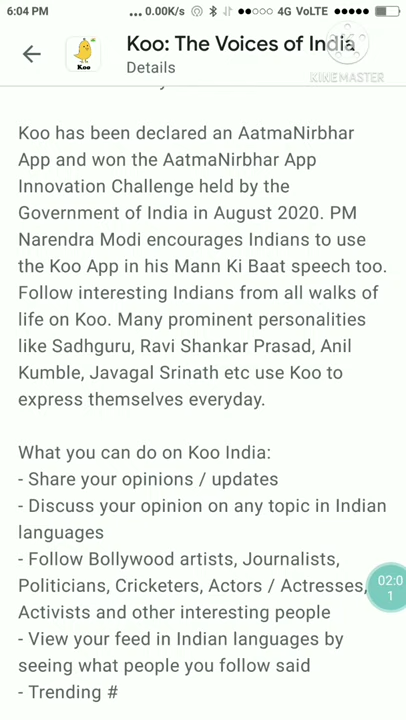 6:04 PM ... 0.00K/s 4G VoLTE
Koo: The Voices of India
Koo
Details
KINEMASTER
Koo has been declared an AatmaNirbhar
App and won the AatmaNirbhar App
Innovation Challenge held by the
Government of India in August 2020. PM
Narendra Modi encourages Indians to use
the Koo App in his Mann Ki Baat speech too.
Follow interesting Indians from all walks of
life on Koo. Many prominent personalities
like Sadhguru, Ravi Shankar Prasad, Anil
Kumble, Javagal Srinath etc use Koo to
express themselves everyday.
What you can do on Koo India:
- Share your opinions / updates
- Discuss your opinion on any topic in Indian
languages
- Follow Bollywood artists, Journalists,
Politicians, Cricketers, Actors / Actresses,
Activists and other interesting people
- View your feed in Indian languages by
seeing what people you follow said
- Trending #
02:0
1